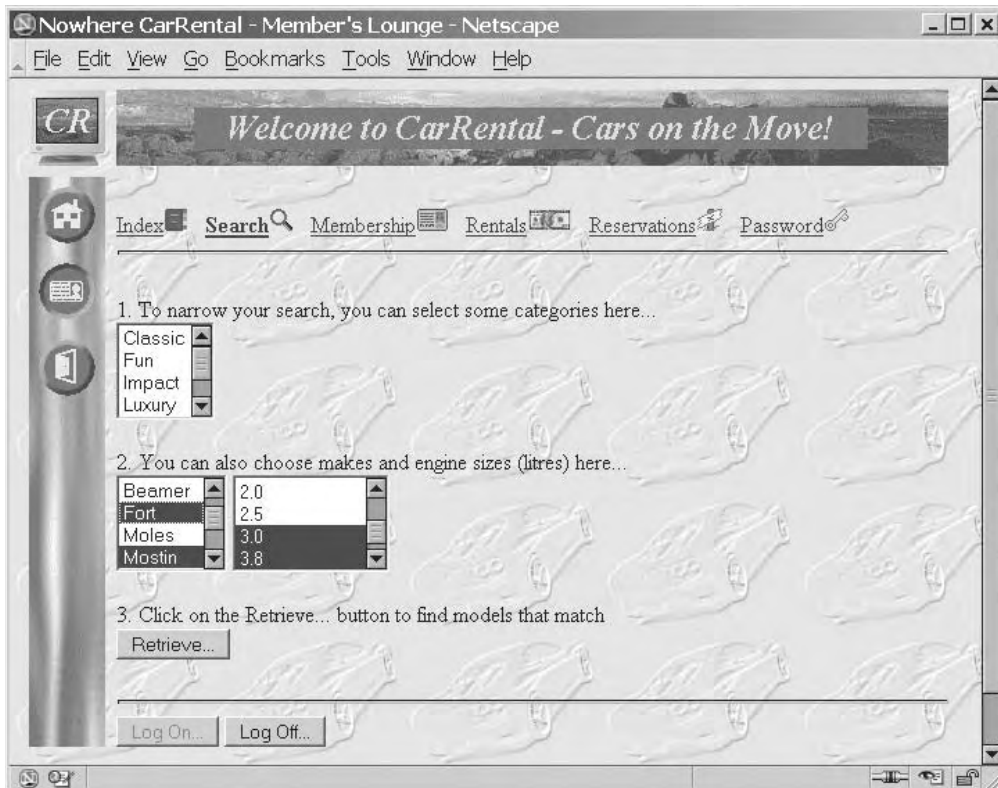 Nowhere CarRental - Member's Lounge - Netscape
File Edit View Go Bookmarks Tools Window Help
CR
Welcome to CarRental - Cars on the Move!
Index Search Membership Rentals Reservations Password
1. To narrow your search, you can select some categories here...
Classic
Fun
Impact
Luxury
2. You can also choose makes and engine sizes (litres) here...
Beamer 2.0
Fort 2.5
Moles 3.0
Mostin 3.8
3. Click on the Retrieve... button to find models that match
Retrieve...
Log On... Log Off...